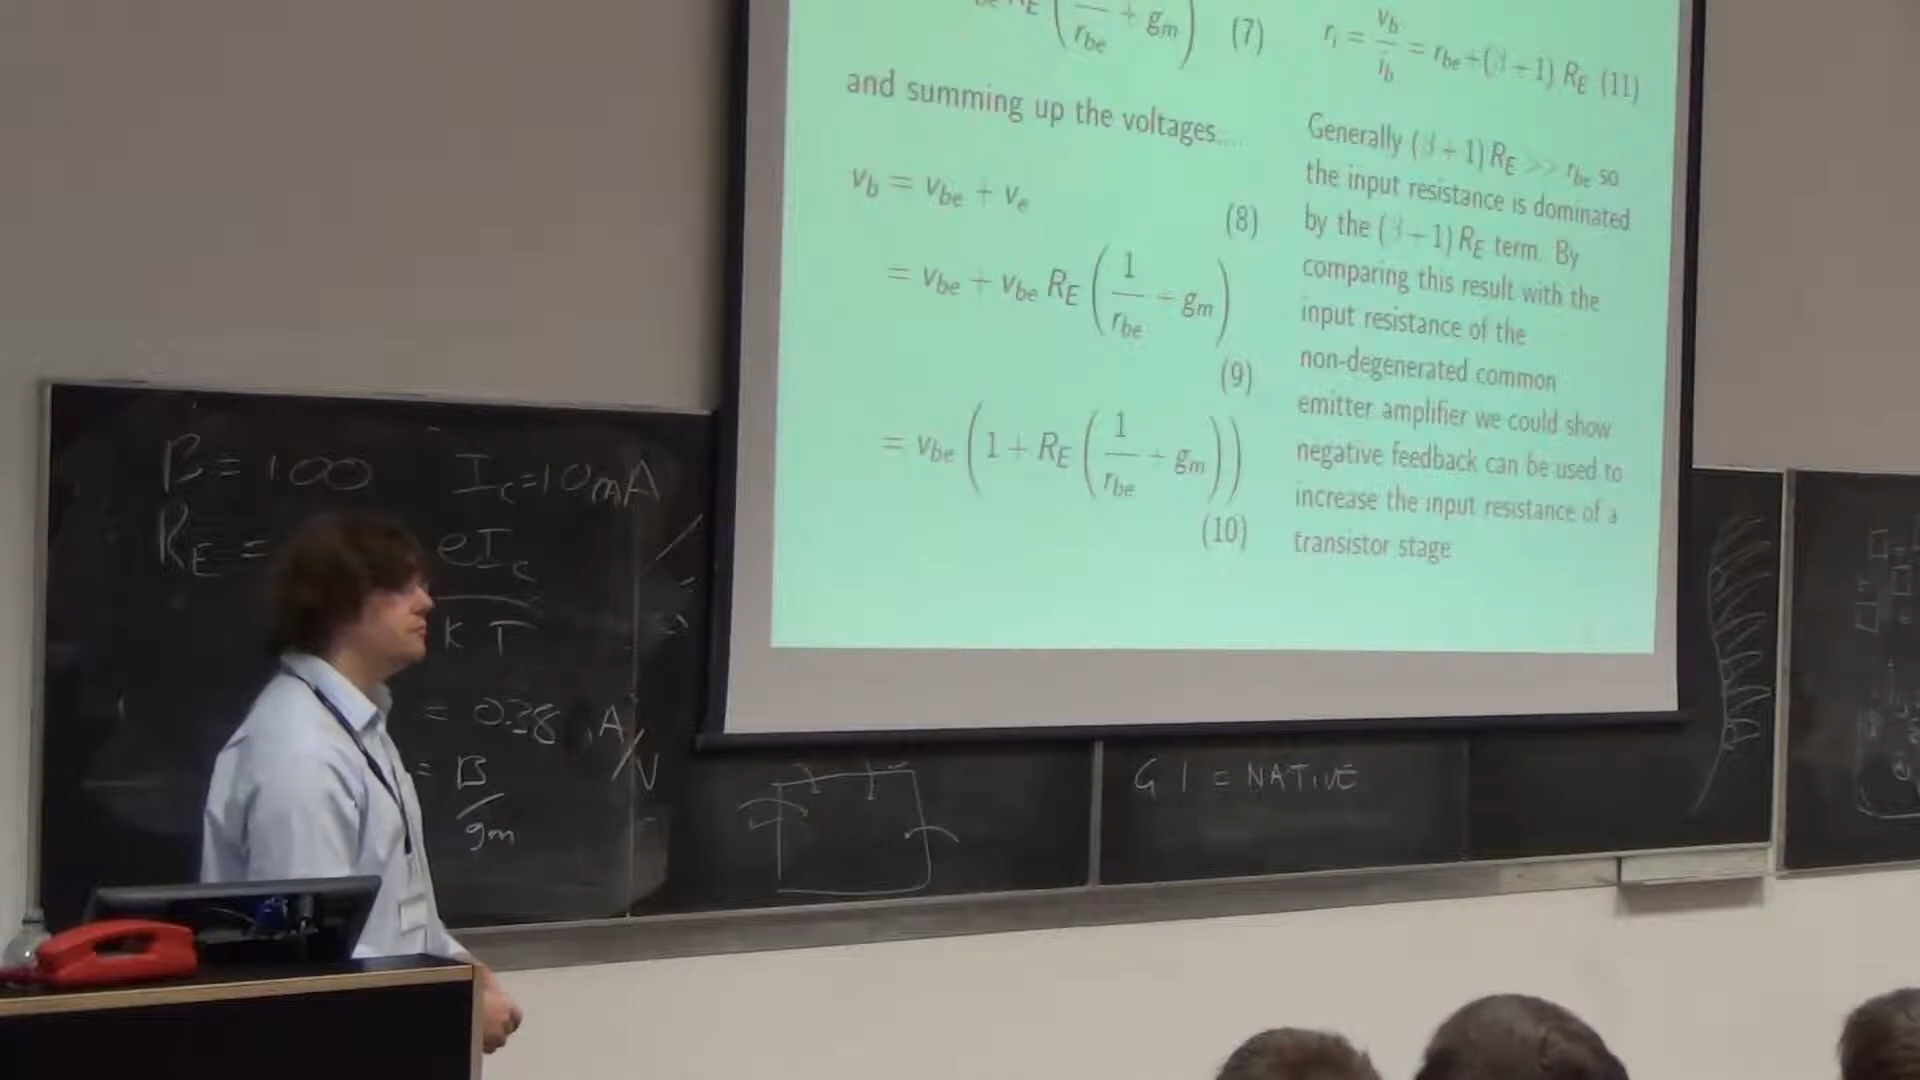 R_E ( / r_be + g_m ) (7)
and summing up the voltages....
v_b = v_be + v_e
(8)
= v_be + v_be R_E ( 1 / r_be + g_m )
(9)
= v_be ( 1 + R_E ( 1 / r_be + g_m ) )
(10)
r_i = v_b / i_b = r_be + (β + 1) R_E (11)
Generally (β + 1) R_E >> r_be so
the input resistance is dominated
by the (β + 1) R_E term. By
comparing this result with the
input resistance of the
non-degenerated common
emitter amplifier we could show
negative feedback can be used to
increase the input resistance of a
transistor stage
B = 100 I_c = 10mA
R_E = eI_c
KT
= 0.38 A/V
= B
/
gm
G I = NATIVE